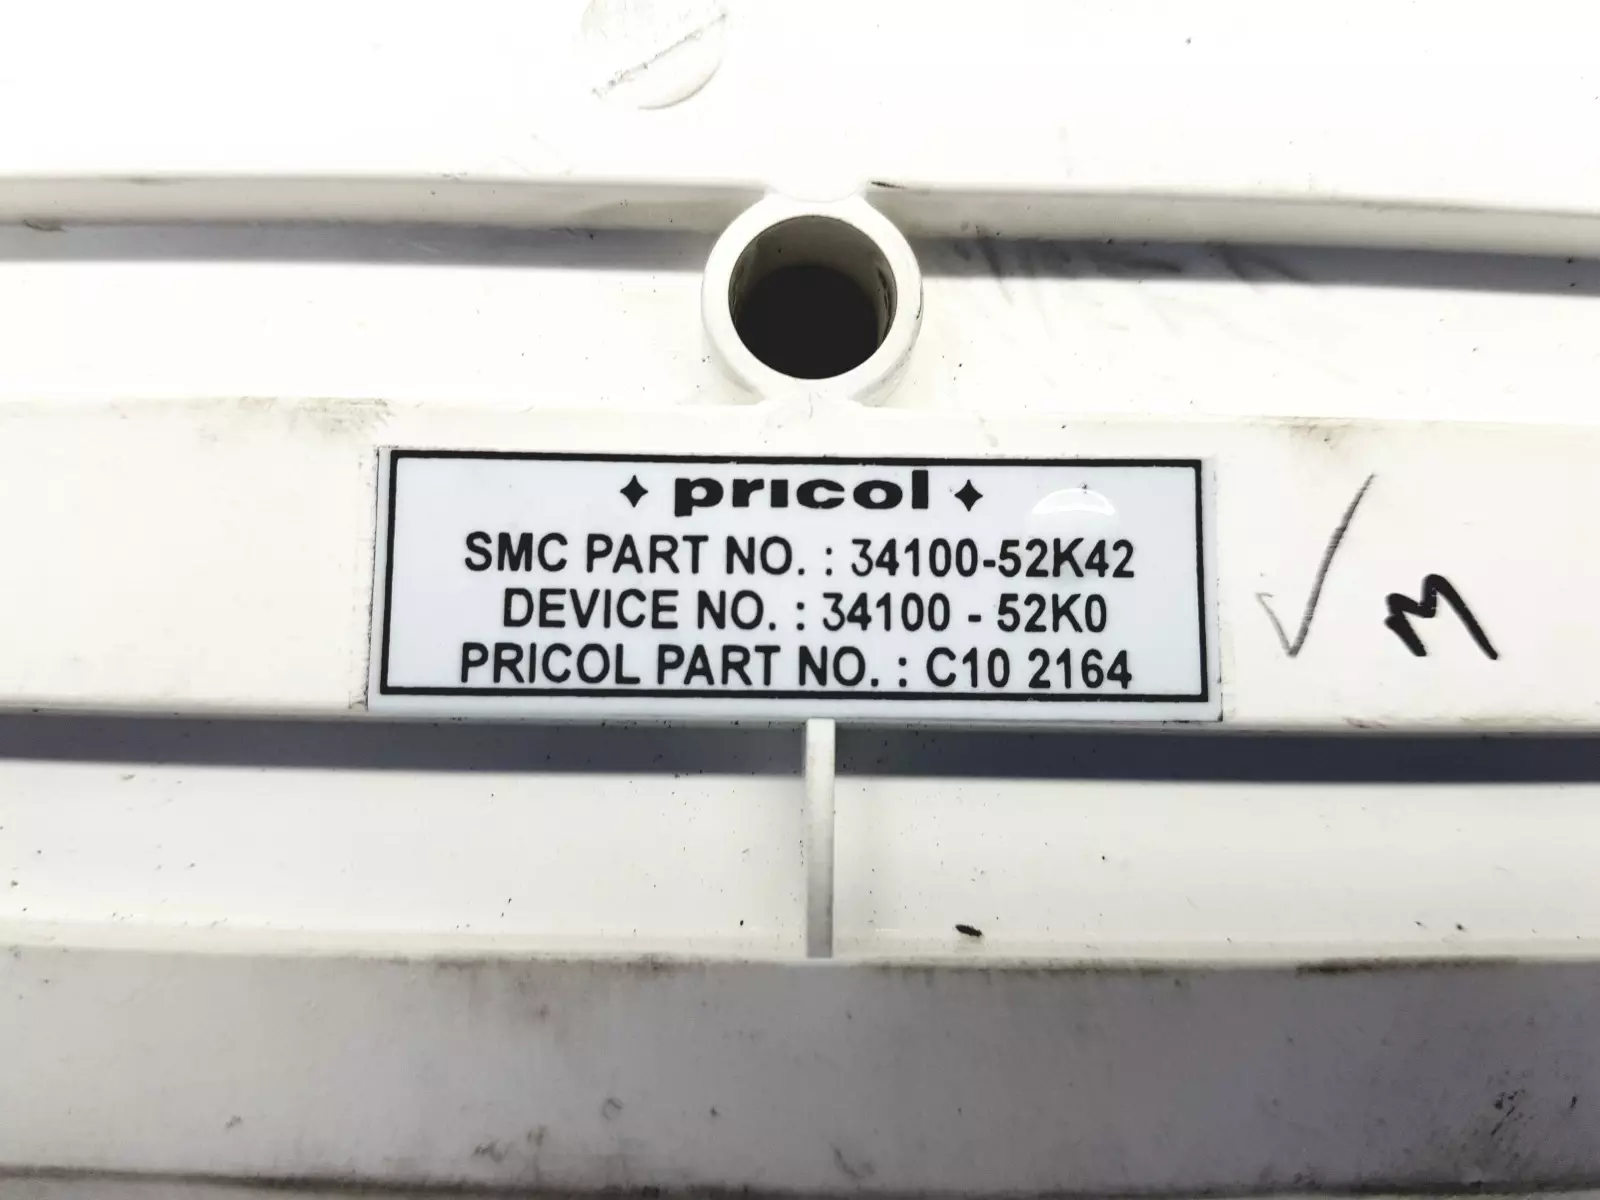 pricol
SMC PART NO. : 34100-52K42
DEVICE NO. : 34100 - 52K0
PRICOL PART NO. : C10 2164
M